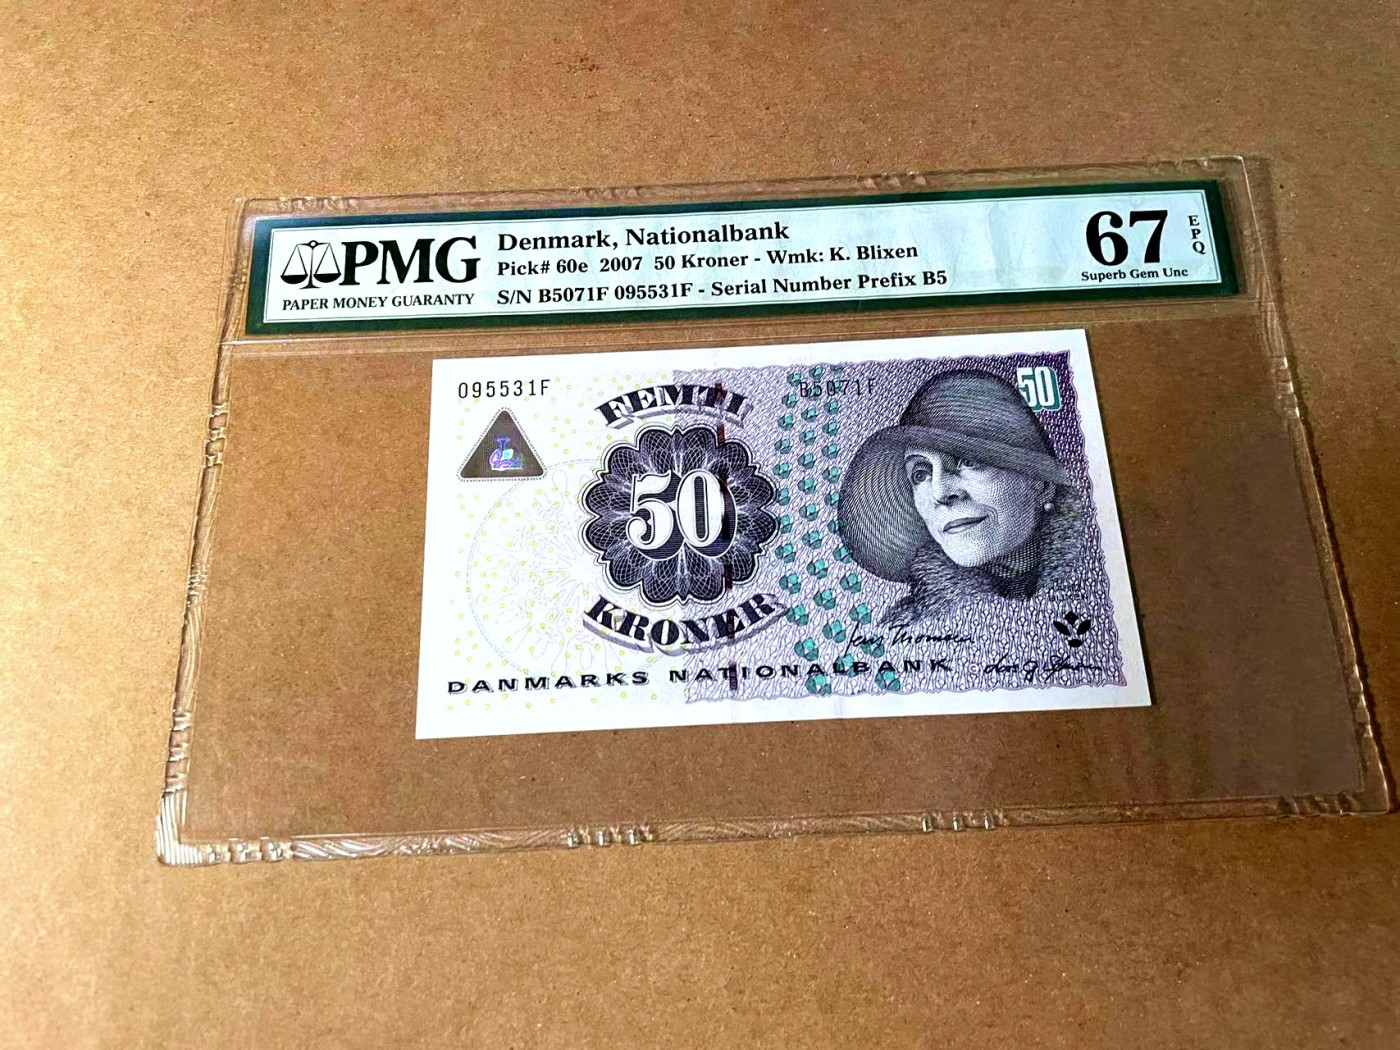 PMG
PAPER MONEY GUARANTY
Denmark, Nationalbank
Pick# 60e 2007 50 Kroner - Wmk: K. Blixen
S/N B5071F 095531F - Serial Number Prefix B5
67
EPQ
Superb Gem Unc
095531F
B5071F
50
FEMTI
50
KRONER
DANMARKS NATIONALBANK